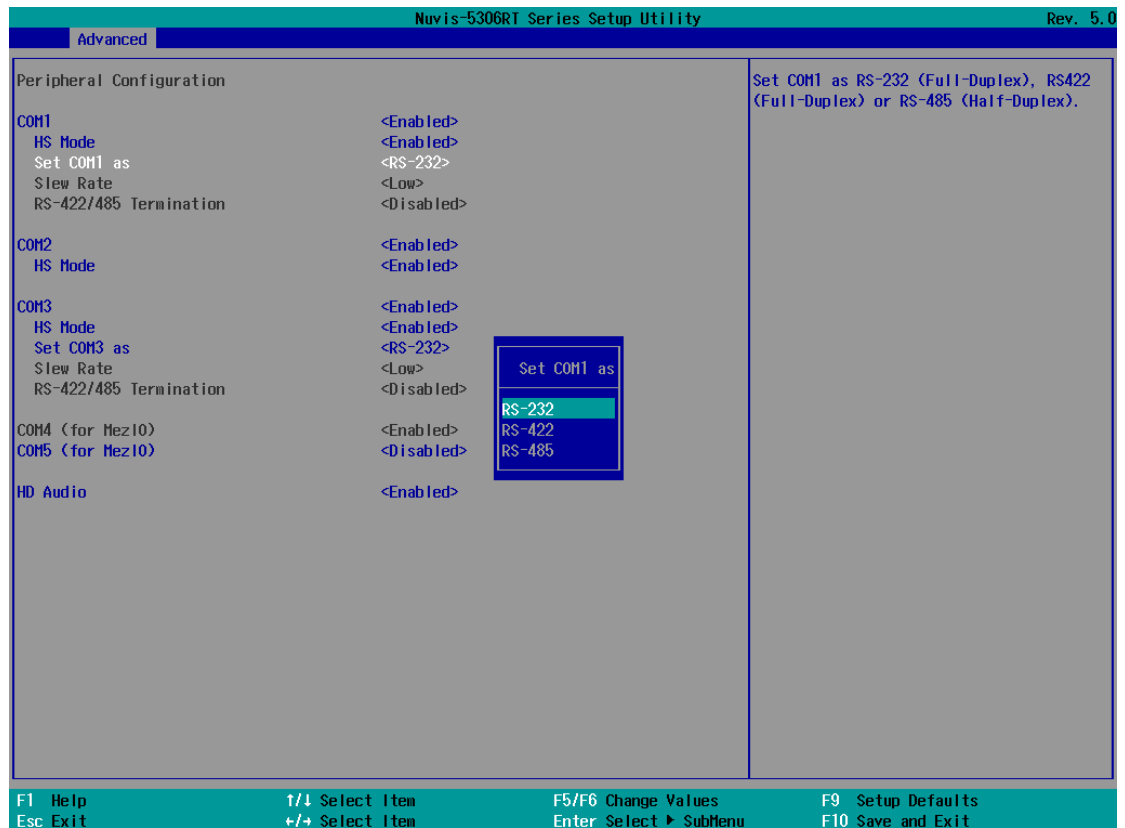 Nuvis-5306RT Series Setup Utility Rev. 5.0
Advanced
Peripheral Configuration
Set COM1 as RS-232 (Full-Duplex), RS422
(Full-Duplex) or RS-485 (Half-Duplex).
COM1 <Enabled>
HS Mode <Enabled>
Set COM1 as <RS-232>
Slew Rate <Low>
RS-422/485 Termination <Disabled>
COM2 <Enabled>
HS Mode <Enabled>
COM3 <Enabled>
HS Mode <Enabled>
Set COM3 as <RS-232>
Slew Rate <Low>
RS-422/485 Termination <Disabled>
COM4 (for MezIO) <Enabled>
COM5 (for MezIO) <Disabled>
HD Audio <Enabled>
Set COM1 as
RS-232
RS-422
RS-485
F1 Help ↑/↓ Select Item F5/F6 Change Values F9 Setup Defaults
Esc Exit ←/→ Select Item Enter Select ▶ SubMenu F10 Save and Exit